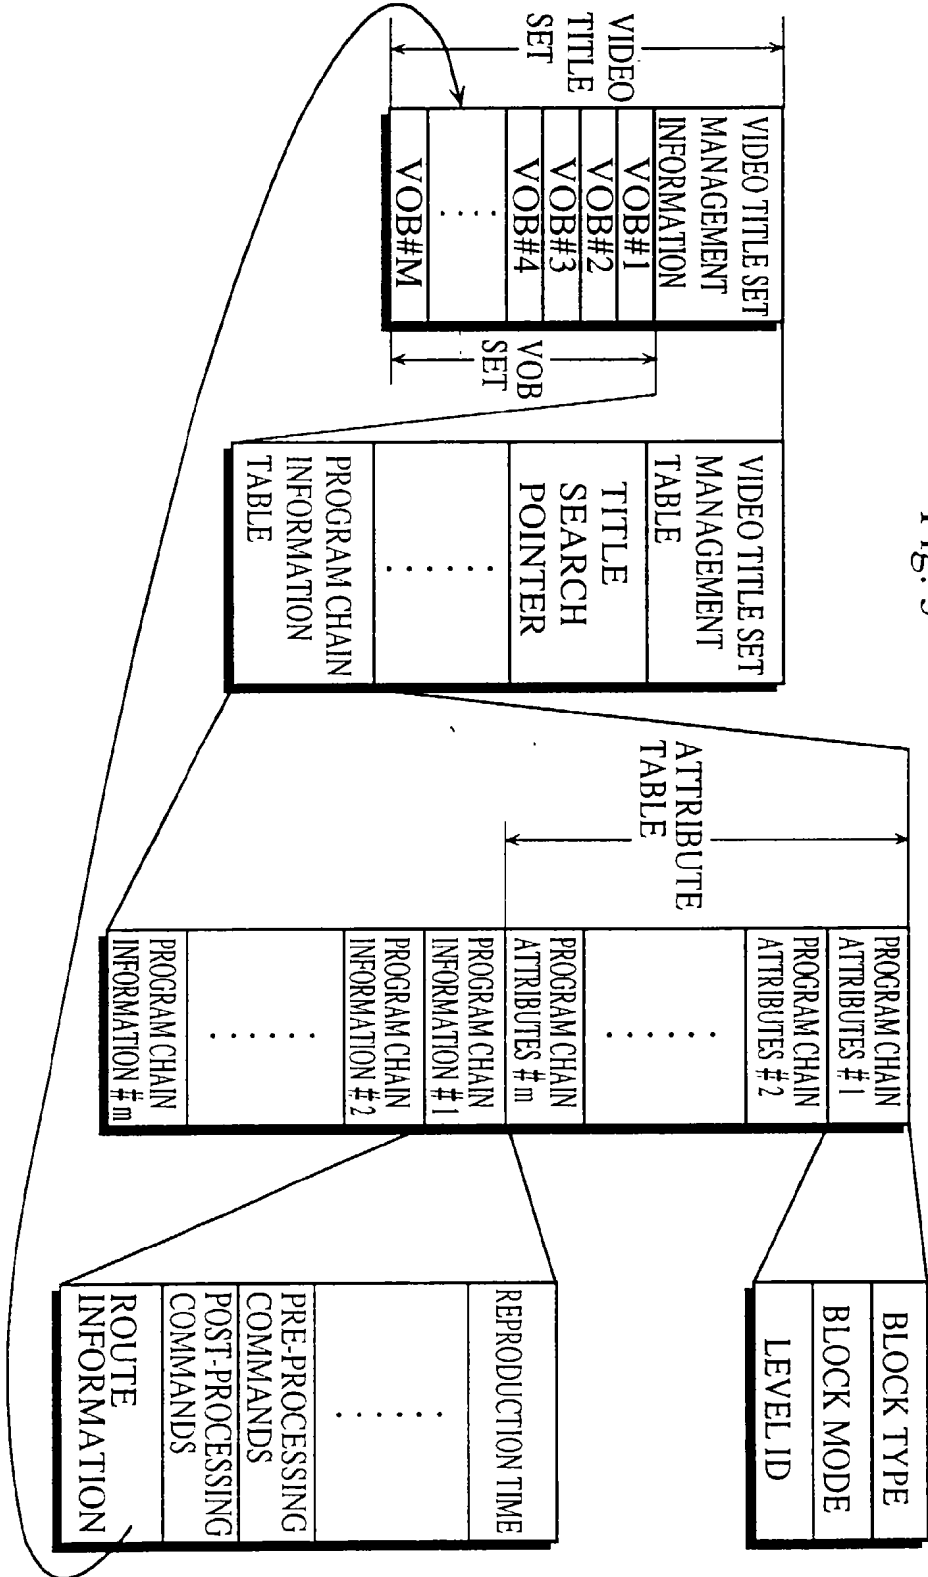 VIDEO
TITLE
SET
VIDEO TITLE SET
MANAGEMENT
INFORMATION
VOB#1
VOB#2
VOB#3
VOB#4
....
VOB#M
VOB
SET
VIDEO TITLE SET
MANAGEMENT
TABLE
TITLE
SEARCH
POINTER
......
PROGRAM CHAIN
INFORMATION
TABLE
ATTRIBUTE
TABLE
PROGRAM CHAIN
ATTRIBUTES #1
PROGRAM CHAIN
ATTRIBUTES #2
......
PROGRAM CHAIN
ATTRIBUTES #m
PROGRAM CHAIN
INFORMATION #1
PROGRAM CHAIN
INFORMATION #2
......
PROGRAM CHAIN
INFORMATION #m
BLOCK TYPE
BLOCK MODE
LEVEL ID
REPRODUCTION TIME
......
PRE-PROCESSING
COMMANDS
POST-PROCESSING
COMMANDS
ROUTE
INFORMATION